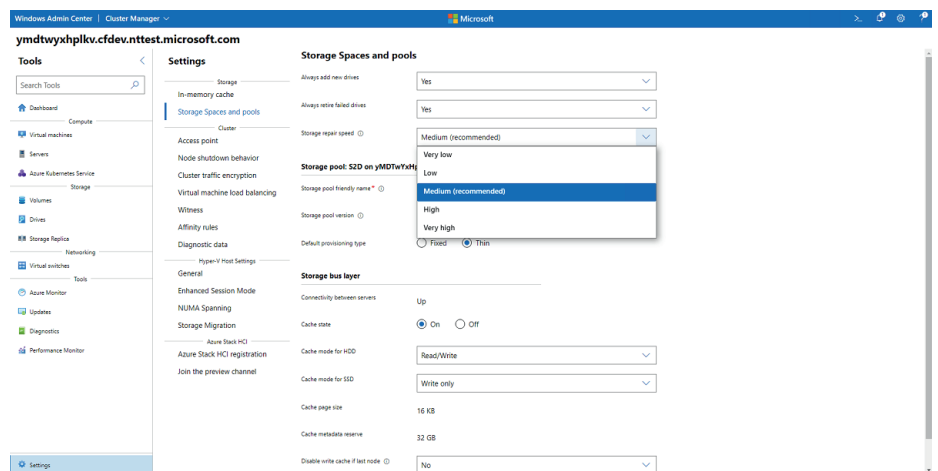 Windows Admin Center | Cluster Manager
Microsoft
ymdtwyxhplkv.cfdev.nttest.microsoft.com
Tools
Search Tools
Dashboard
Compute
Virtual machines
Servers
Azure Kubernetes Service
Storage
Volumes
Drives
Storage Replica
Networking
Virtual switches
Tools
Azure Monitor
Updates
Diagnostics
Performance Monitor
Settings
Settings
Storage
In-memory cache
Storage Spaces and pools
Cluster
Access point
Node shutdown behavior
Cluster traffic encryption
Virtual machine load balancing
Witness
Affinity rules
Diagnostic data
Hyper-V Host Settings
General
Enhanced Session Mode
NUMA Spanning
Storage Migration
Azure Stack HCI
Azure Stack HCI registration
Join the preview channel
Storage Spaces and pools
Always add new drives
Yes
Always retire failed drives
Yes
Storage repair speed
Medium (recommended)
Very low
Low
Medium (recommended)
High
Very high
Storage pool: S2D on yMDTwYxHp
Storage pool friendly name*
Storage pool version
Default provisioning type
Fixed Thin
Storage bus layer
Connectivity between servers
Up
Cache state
On Off
Cache mode for HDD
Read/Write
Cache mode for SSD
Write only
Cache page size
16 KB
Cache metadata reserve
32 GB
Disable write cache if last node
No